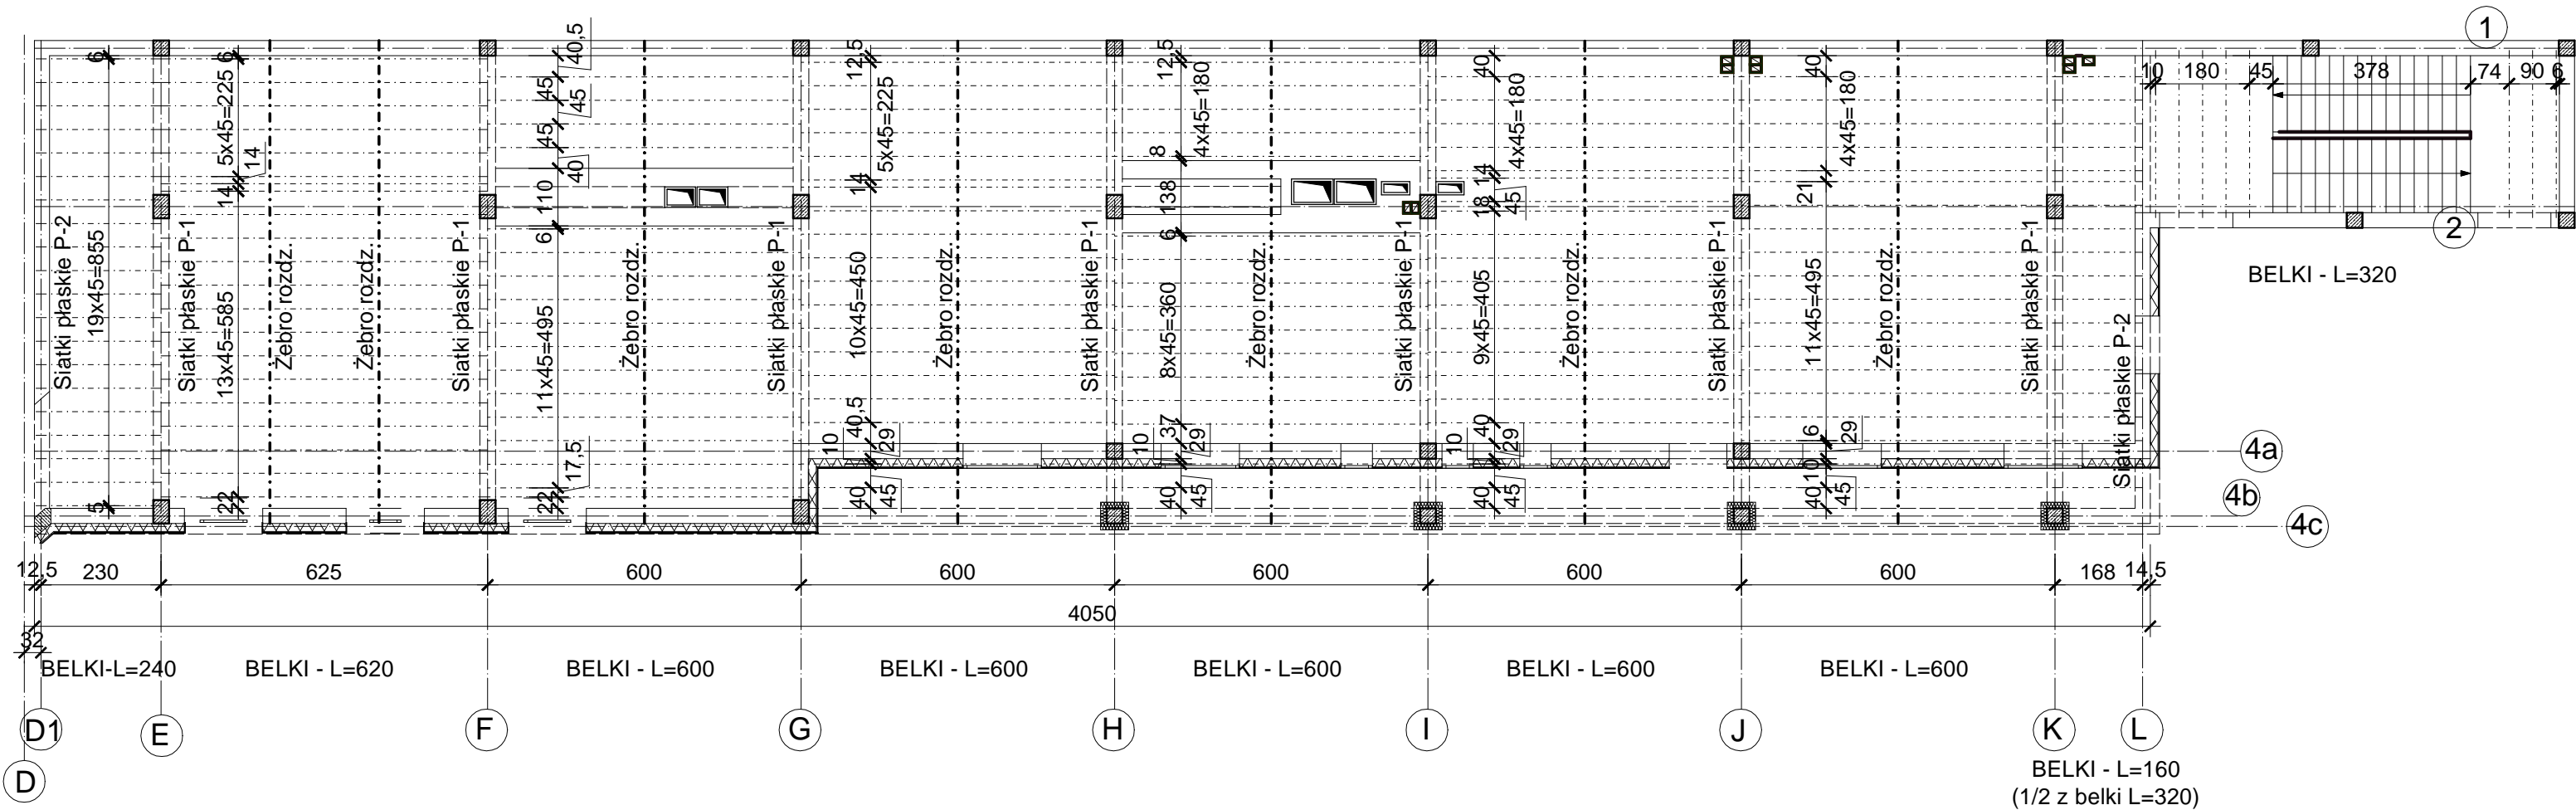 1
10 180 45 378 74 90 6
2
BELKI - L=320
6
Siatki płaskie P-2
19x45=855
5
6
5x45=225
14
14
Siatki płaskie P-1
13x45=585
22
Żebro rozdz.
Żebro rozdz.
Siatki płaskie P-1
40,5
45
45
45
40
110
6
11x45=495
17,5
22
Żebro rozdz.
Siatki płaskie P-1
12,5
5x45=225
14
10x45=450
40,5
10
29
40
45
Żebro rozdz.
Siatki płaskie P-1
12,5
4x45=180
8
138
6
8x45=360
37
10
29
40
45
Żebro rozdz.
Siatki płaskie P-1
40
4x45=180
14
18
45
9x45=405
40
10
29
40
45
Żebro rozdz.
Siatki płaskie P-1
40
4x45=180
21
11x45=495
6
29
10
40
45
Żebro rozdz.
Siatki płaskie P-1
Siatki płaskie P-2
4a
4b
4c
12,5 230 625 600 600 600 600 600 168 14,5
4050
32
BELKI-L=240 BELKI - L=620 BELKI - L=600 BELKI - L=600 BELKI - L=600 BELKI - L=600 BELKI - L=600
D1 E F G H I J K L
D
BELKI - L=160
(1/2 z belki L=320)